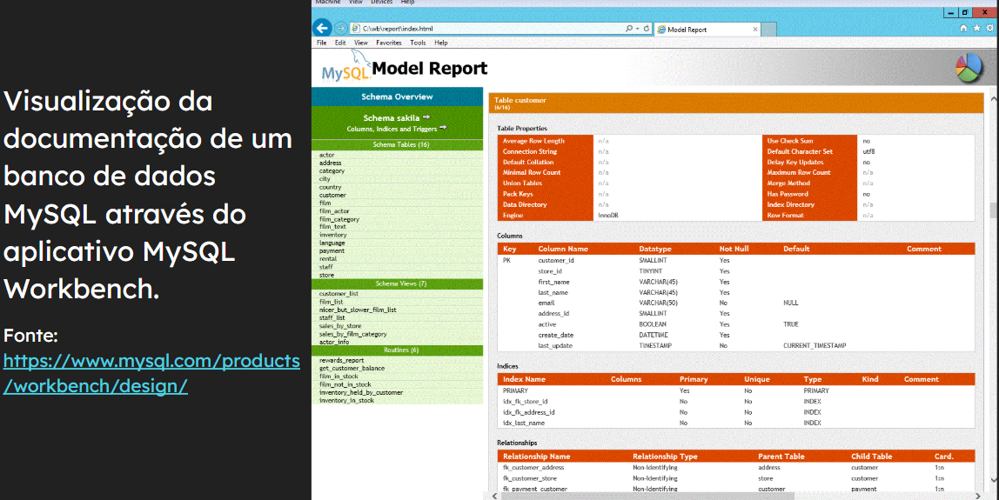 Visualização da
documentação de um
banco de dados
MySQL através do
aplicativo MySQL
Workbench.
Fonte:
https://www.mysql.com/products
/workbench/design/
Machine View Devices Help
C:\wb\report\index.html
Model Report
File Edit View Favorites Tools Help
MySQL Model Report
Schema Overview
Schema sakila
Columns, Indices and Triggers
Schema Tables (16)
actor
address
category
city
country
customer
film
film_actor
film_category
film_text
inventory
language
payment
rental
staff
store
Schema Views (7)
customer_list
film_list
nicer_but_slower_film_list
staff_list
sales_by_store
sales_by_film_category
actor_info
Routines (6)
rewards_report
get_customer_balance
film_in_stock
film_not_in_stock
inventory_held_by_customer
inventory_in_stock
Table customer
(6/16)
Table Properties
Average Row Length n/a Use Check Sum no
Connection String n/a Default Character Set utf8
Default Collation n/a Delay Key Updates no
Minimal Row Count n/a Maximum Row Count n/a
Union Tables n/a Merge Method n/a
Pack Keys n/a Has Password no
Data Directory n/a Index Directory n/a
Engine InnoDB Row Format n/a
Columns
Key Column Name Datatype Not Null Default Comment
PK customer_id SMALLINT Yes
store_id TINYINT Yes
first_name VARCHAR(45) Yes
last_name VARCHAR(45) Yes
email VARCHAR(50) No NULL
address_id SMALLINT Yes
active BOOLEAN Yes TRUE
create_date DATETIME Yes
last_update TIMESTAMP No CURRENT_TIMESTAMP
Indices
Index Name Columns Primary Unique Type Kind Comment
PRIMARY Yes No PRIMARY
idx_fk_store_id No No INDEX
idx_fk_address_id No No INDEX
idx_last_name No No INDEX
Relationships
Relationship Name Relationship Type Parent Table Child Table Card.
fk_customer_address Non-Identifying address customer 1:n
fk_customer_store Non-Identifying store customer 1:n
fk_payment_customer Non-Identifying customer payment 1:n